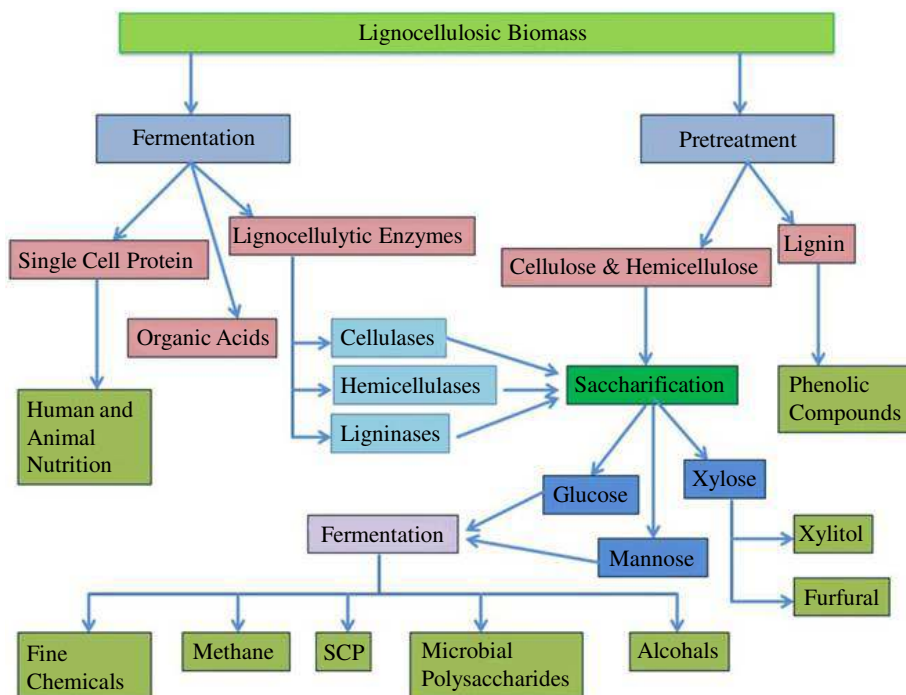 Lignocellulosic Biomass
Fermentation
Pretreatment
Lignocellulytic Enzymes
Single Cell Protein
Cellulose & Hemicellulose
Lignin
Organic Acids
Cellulases
Hemicellulases
Ligninases
Saccharification
Phenolic
Compounds
Human and
Animal
Nutrition
Glucose
Xylose
Fermentation
Mannose
Xylitol
Furfural
Fine
Chemicals
Methane
SCP
Microbial
Polysaccharides
Alcohals